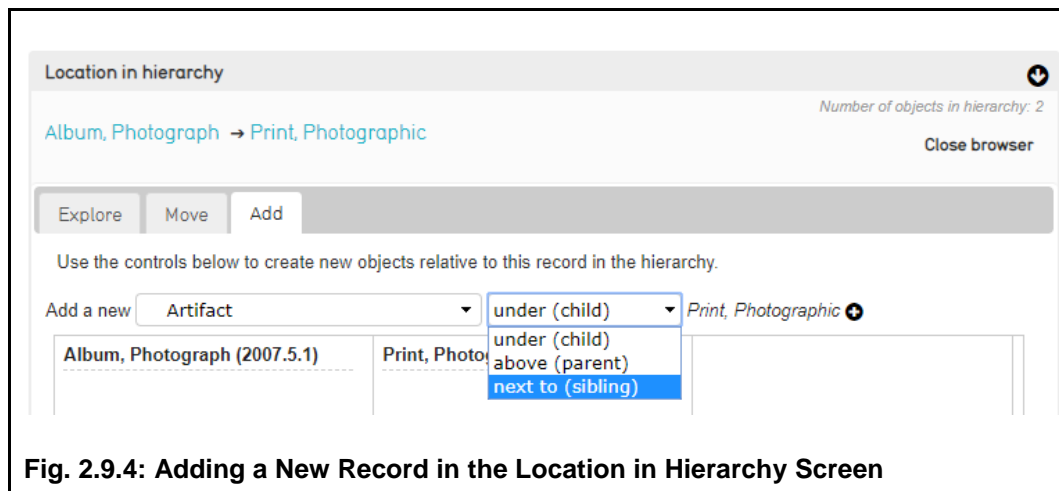 Location in hierarchy
Number of objects in hierarchy: 2
Album, Photograph → Print, Photographic
Close browser
Explore Move Add
Use the controls below to create new objects relative to this record in the hierarchy.
Add a new Artifact under (child) Print, Photographic
under (child)
Album, Photograph (2007.5.1) Print, Photo
above (parent)
next to (sibling)
Fig. 2.9.4: Adding a New Record in the Location in Hierarchy Screen